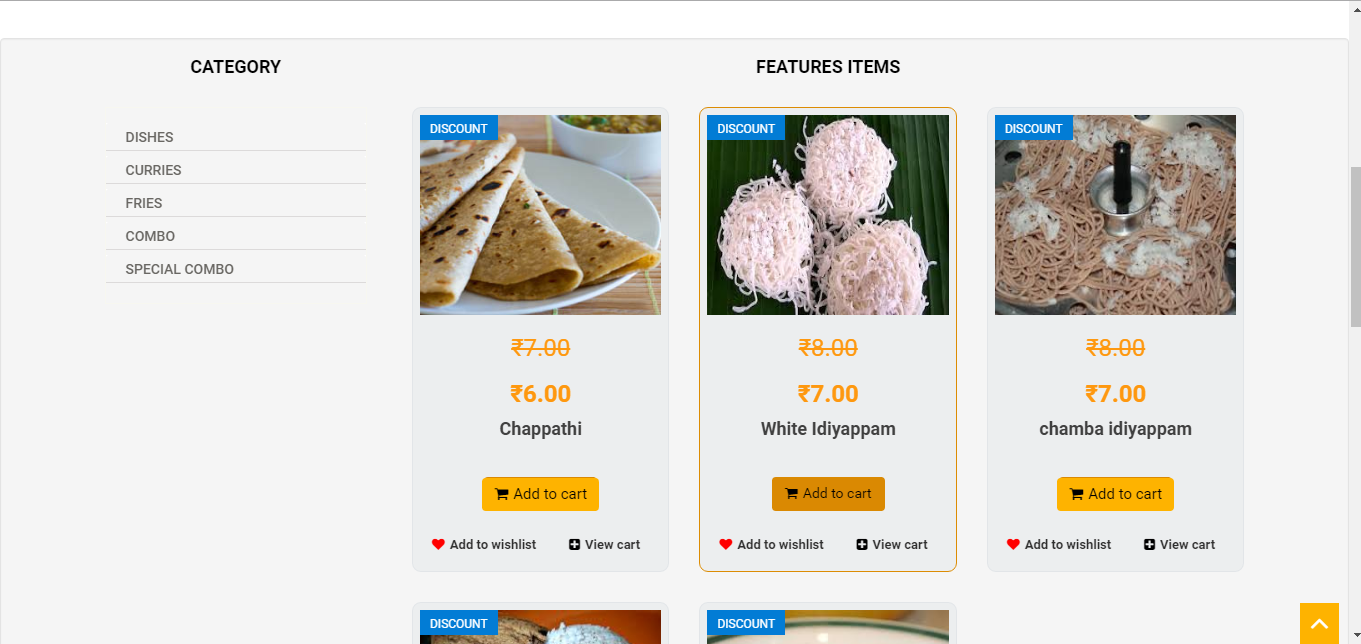 CATEGORY
DISHES
CURRIES
FRIES
COMBO
SPECIAL COMBO
FEATURES ITEMS
DISCOUNT
₹7.00
₹6.00
Chappathi
Add to cart
Add to wishlist View cart
DISCOUNT
₹8.00
₹7.00
White Idiyappam
Add to cart
Add to wishlist View cart
DISCOUNT
₹8.00
₹7.00
chamba idiyappam
Add to cart
Add to wishlist View cart
DISCOUNT
DISCOUNT